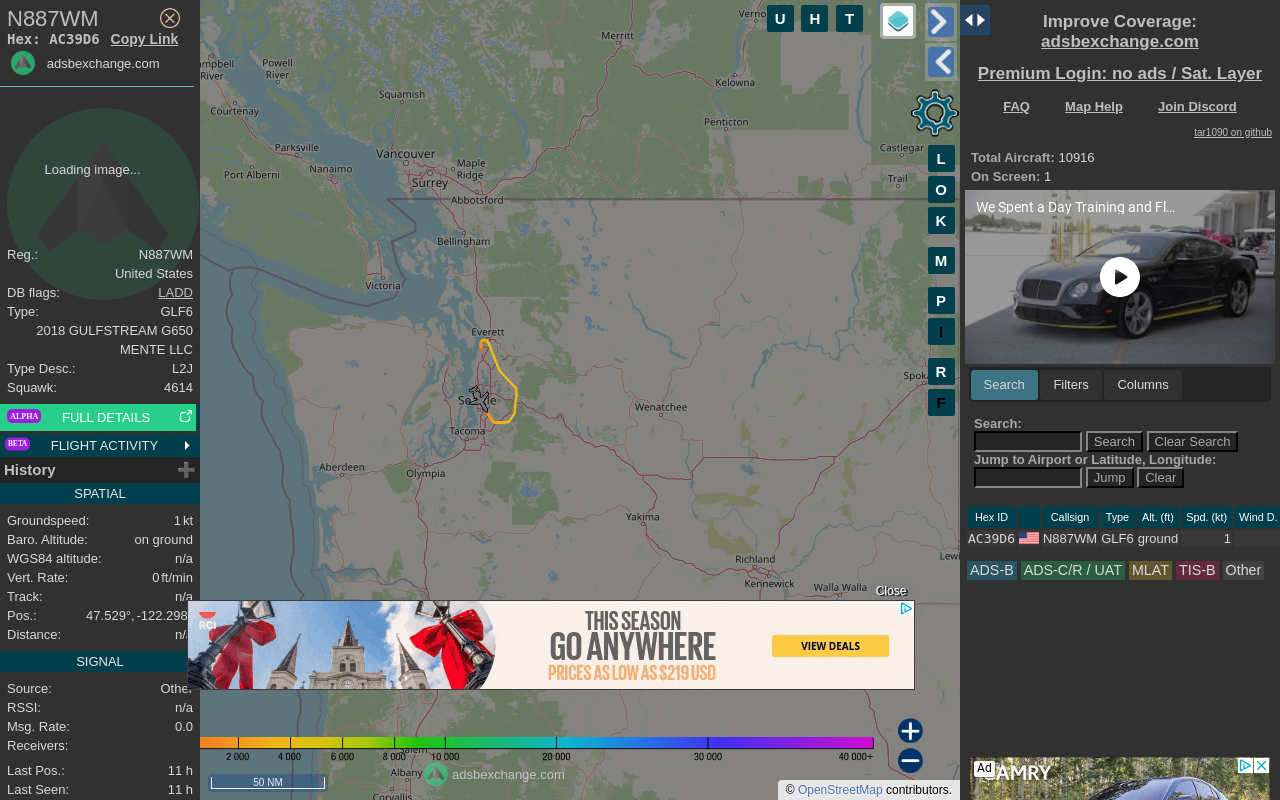 N887WM
Hex: AC39D6 Copy Link
adsbexchange.com
Loading image...
Reg.: N887WM
United States
DB flags: LADD
Type: GLF6
2018 GULFSTREAM G650
MENTE LLC
Type Desc.: L2J
Squawk: 4614
ALPHA FULL DETAILS
BETA FLIGHT ACTIVITY
History
SPATIAL
Groundspeed: 1 kt
Baro. Altitude: on ground
WGS84 altitude: n/a
Vert. Rate: 0 ft/min
Track: n/a
Pos.: 47.529°, -122.298°
Distance: n/a
SIGNAL
Source: Other
RSSI: n/a
Msg. Rate: 0.0
Receivers:
Last Pos.: 11 h
Last Seen: 11 h
U H T
L
O
K
M
P
I
R
F
Merritt
Powell
River
River
Squamish
Kelowna
Courtenay
Penticton
Parksville
Vancouver
Nanaimo
Maple
Ridge
Castlegar
Port Alberni
Surrey
Trail
Abbotsford
Bellingham
Victoria
Everett
Wenatchee
Tacoma
Aberdeen
Olympia
Yakima
Richland
Kennewick
Walla Walla
Close
RCI
THIS SEASON
GO ANYWHERE
PRICES AS LOW AS $219 USD
VIEW DEALS
2 000 4 000 6 000 8 000 10 000 20 000 30 000 40 000+
Albany
adsbexchange.com
50 NM
Corvallis
© OpenStreetMap contributors.
Improve Coverage:
adsbexchange.com
Premium Login: no ads / Sat. Layer
FAQ Map Help Join Discord
tar1090 on github
Total Aircraft: 10916
On Screen: 1
We Spent a Day Training and Fl...
Search Filters Columns
Search:
Search Clear Search
Jump to Airport or Latitude, Longitude:
Jump Clear
Hex ID Callsign Type Alt. (ft) Spd. (kt) Wind D.
AC39D6 N887WM GLF6 ground 1
ADS-B ADS-C/R / UAT MLAT TIS-B Other
Ad
AMRY